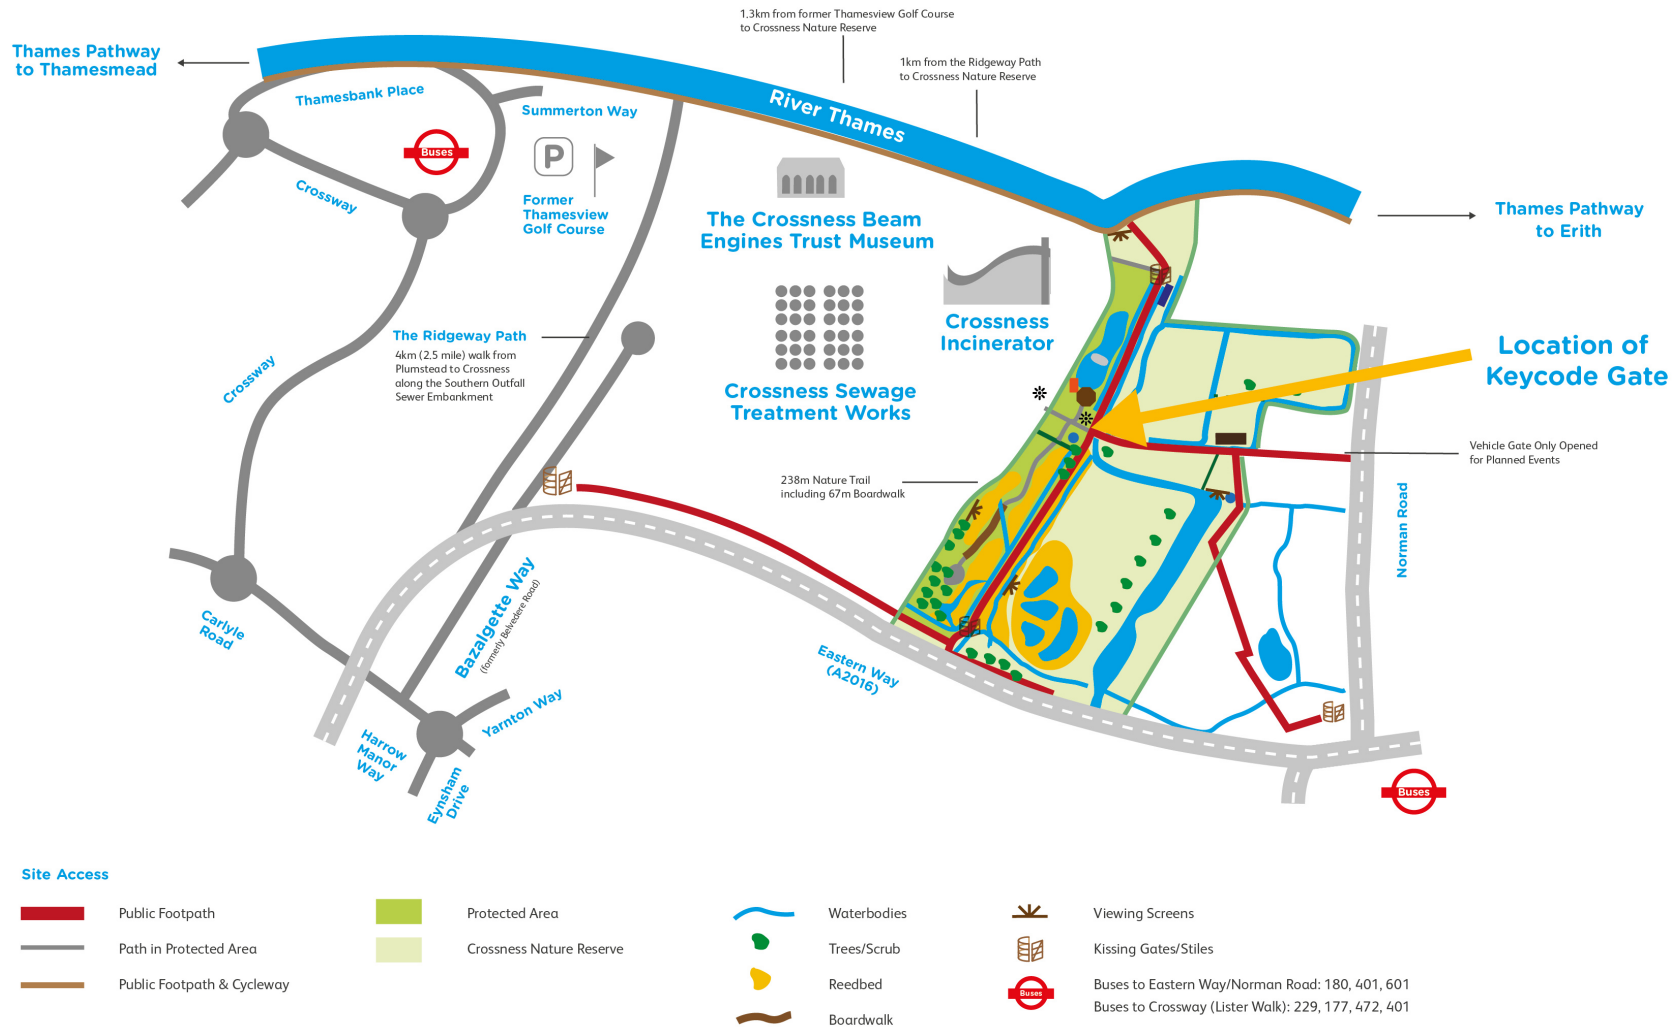 1.3km from former Thamesview Golf Course
to Crossness Nature Reserve
Thames Pathway
to Thamesmead
1km from the Ridgeway Path
to Crossness Nature Reserve
Thamesbank Place
Summerton Way
River Thames
Buses
P
Crossway
Former
Thamesview
Golf Course
The Crossness Beam
Engines Trust Museum
Thames Pathway
to Erith
Crossness
Incinerator
The Ridgeway Path
4km (2.5 mile) walk from
Plumstead to Crossness
along the Southern Outfall
Sewer Embankment
Location of
Keycode Gate
Crossway
Crossness Sewage
Treatment Works
Vehicle Gate Only Opened
for Planned Events
238m Nature Trail
including 67m Boardwalk
Norman Road
Bazalgette Way
(formerly Belvedere Road)
Carlyle
Road
Eastern Way
(A2016)
Yarnton Way
Harrow
Manor
Way
Eynsham
Drive
Buses
Site Access
Public Footpath
Path in Protected Area
Public Footpath & Cycleway
Protected Area
Crossness Nature Reserve
Waterbodies
Trees/Scrub
Reedbed
Boardwalk
Viewing Screens
Kissing Gates/Stiles
Buses
Buses to Eastern Way/Norman Road: 180, 401, 601
Buses to Crossway (Lister Walk): 229, 177, 472, 401